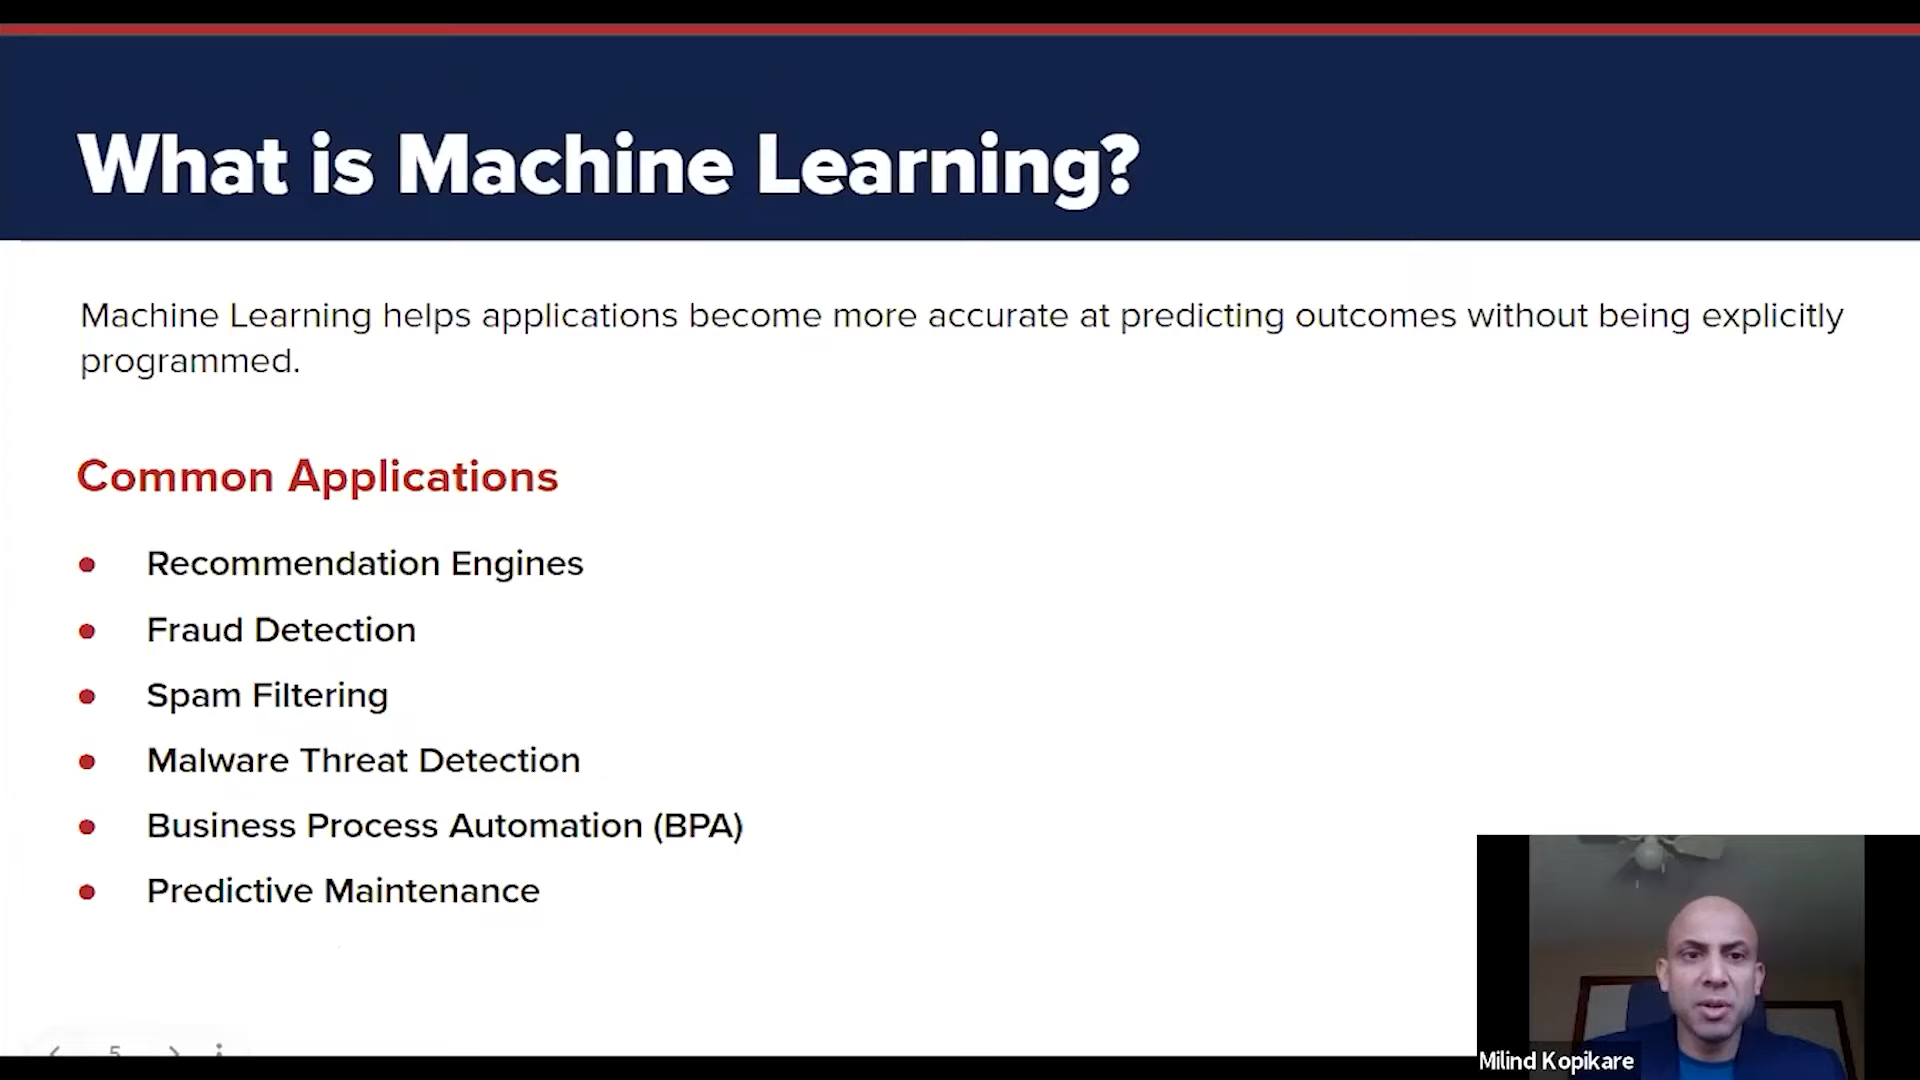 What is Machine Learning?
Machine Learning helps applications become more accurate at predicting outcomes without being explicitly
programmed.
Common Applications
Recommendation Engines
Fraud Detection
Spam Filtering
Malware Threat Detection
Business Process Automation (BPA)
Predictive Maintenance
5
Milind Kopikare